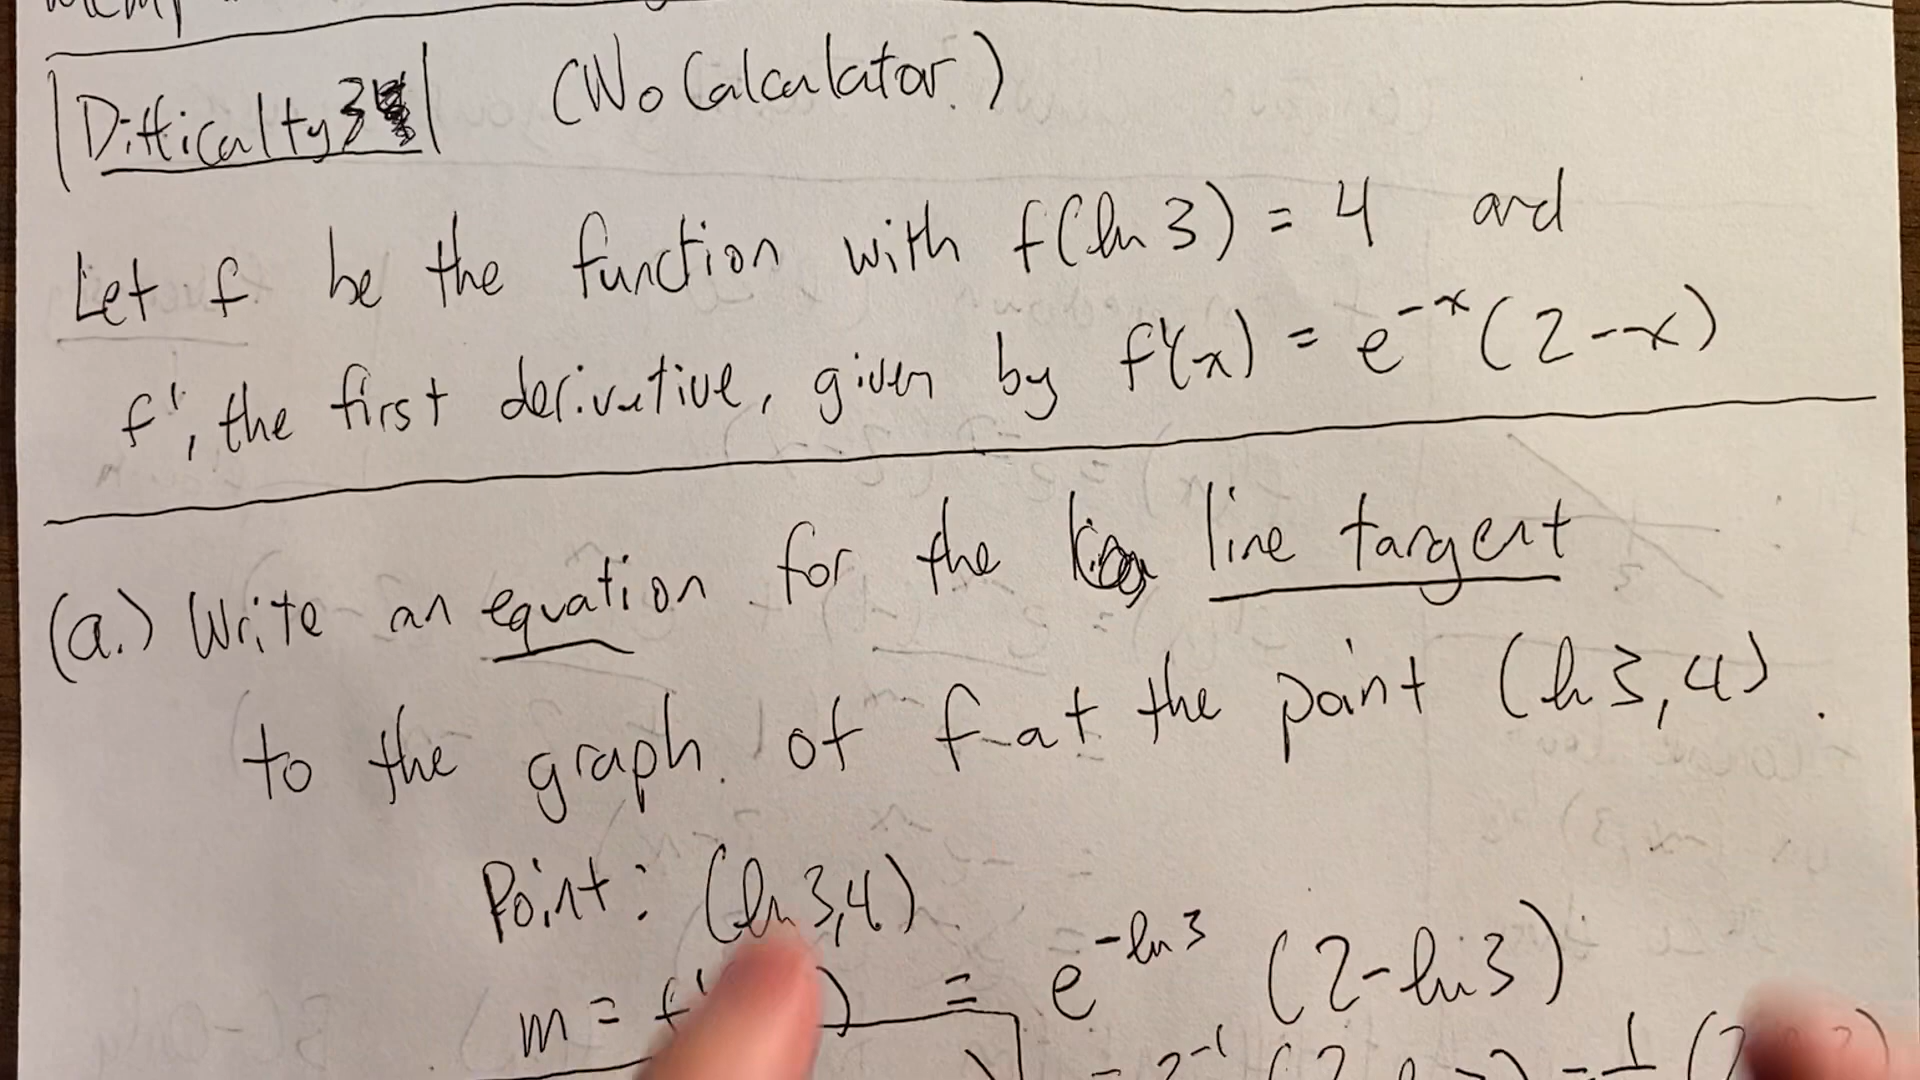 Difficulty 3 (No Calculator.)
Let f be the function with f(ln 3) = 4 and
f', the first derivative, given by f'(x) = e^{-x}(2-x)
(a.) Write an equation for the line tangent
to the graph of f at the point (ln 3, 4).
Point: (ln 3, 4)
m = f' ) = e^{-ln 3} (2 - ln 3)